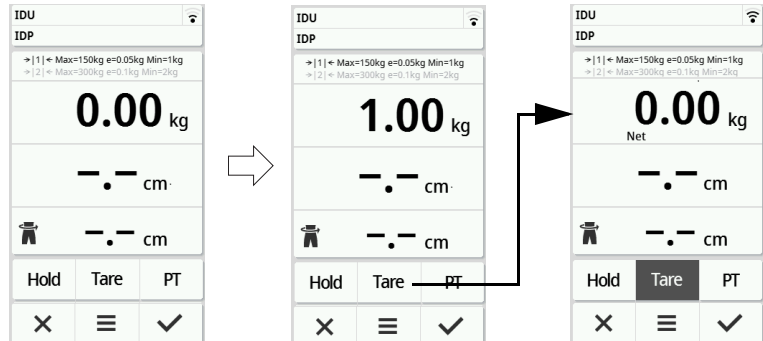 IDU
IDP
→|1|← Max=150kg e=0.05kg Min=1kg
→|2|← Max=300kg e=0.1kg Min=2kg
0.00 kg
--.-- cm
--.-- cm
Hold Tare PT
IDU
IDP
→|1|← Max=150kg e=0.05kg Min=1kg
→|2|← Max=300kg e=0.1kg Min=2kg
1.00 kg
--.-- cm
--.-- cm
Hold Tare PT
IDU
IDP
→|1|← Max=150kg e=0.05kg Min=1kg
→|2|← Max=300kg e=0.1kg Min=2kg
0.00 kg
Net
--.-- cm
--.-- cm
Hold Tare PT